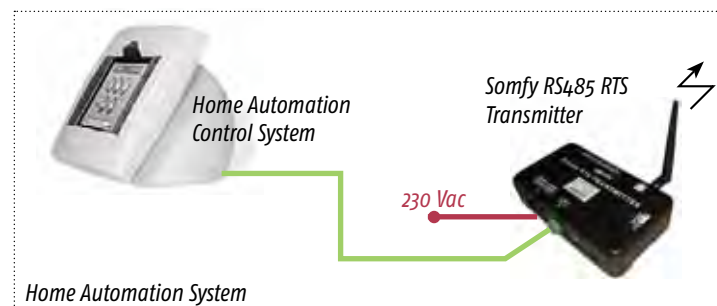 Home Automation
Control System
Somfy RS485 RTS
Transmitter
230 Vac
Home Automation System